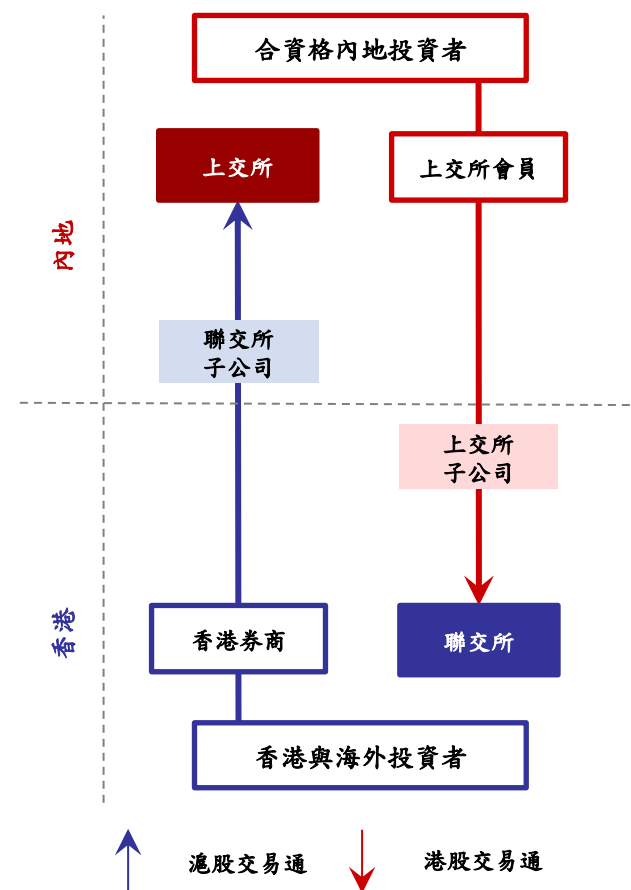 合資格內地投資者
上交所
上交所會員
內地
聯交所
子公司
上交所
子公司
香港
香港券商
聯交所
香港與海外投資者
滬股交易通
港股交易通